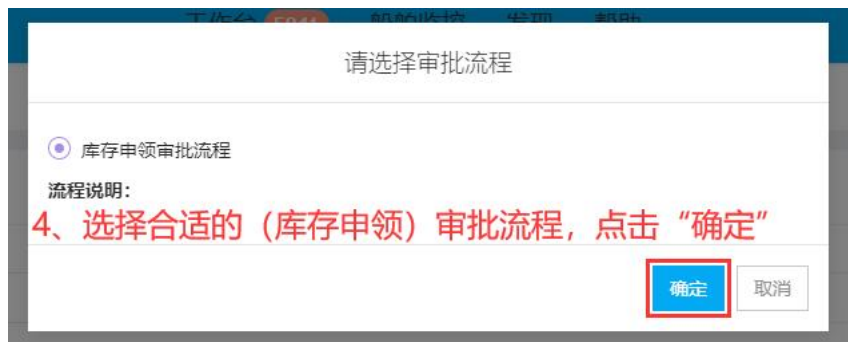 请选择审批流程
库存申领审批流程
流程说明：
4、选择合适的（库存申领）审批流程，点击“确定”
确定 取消